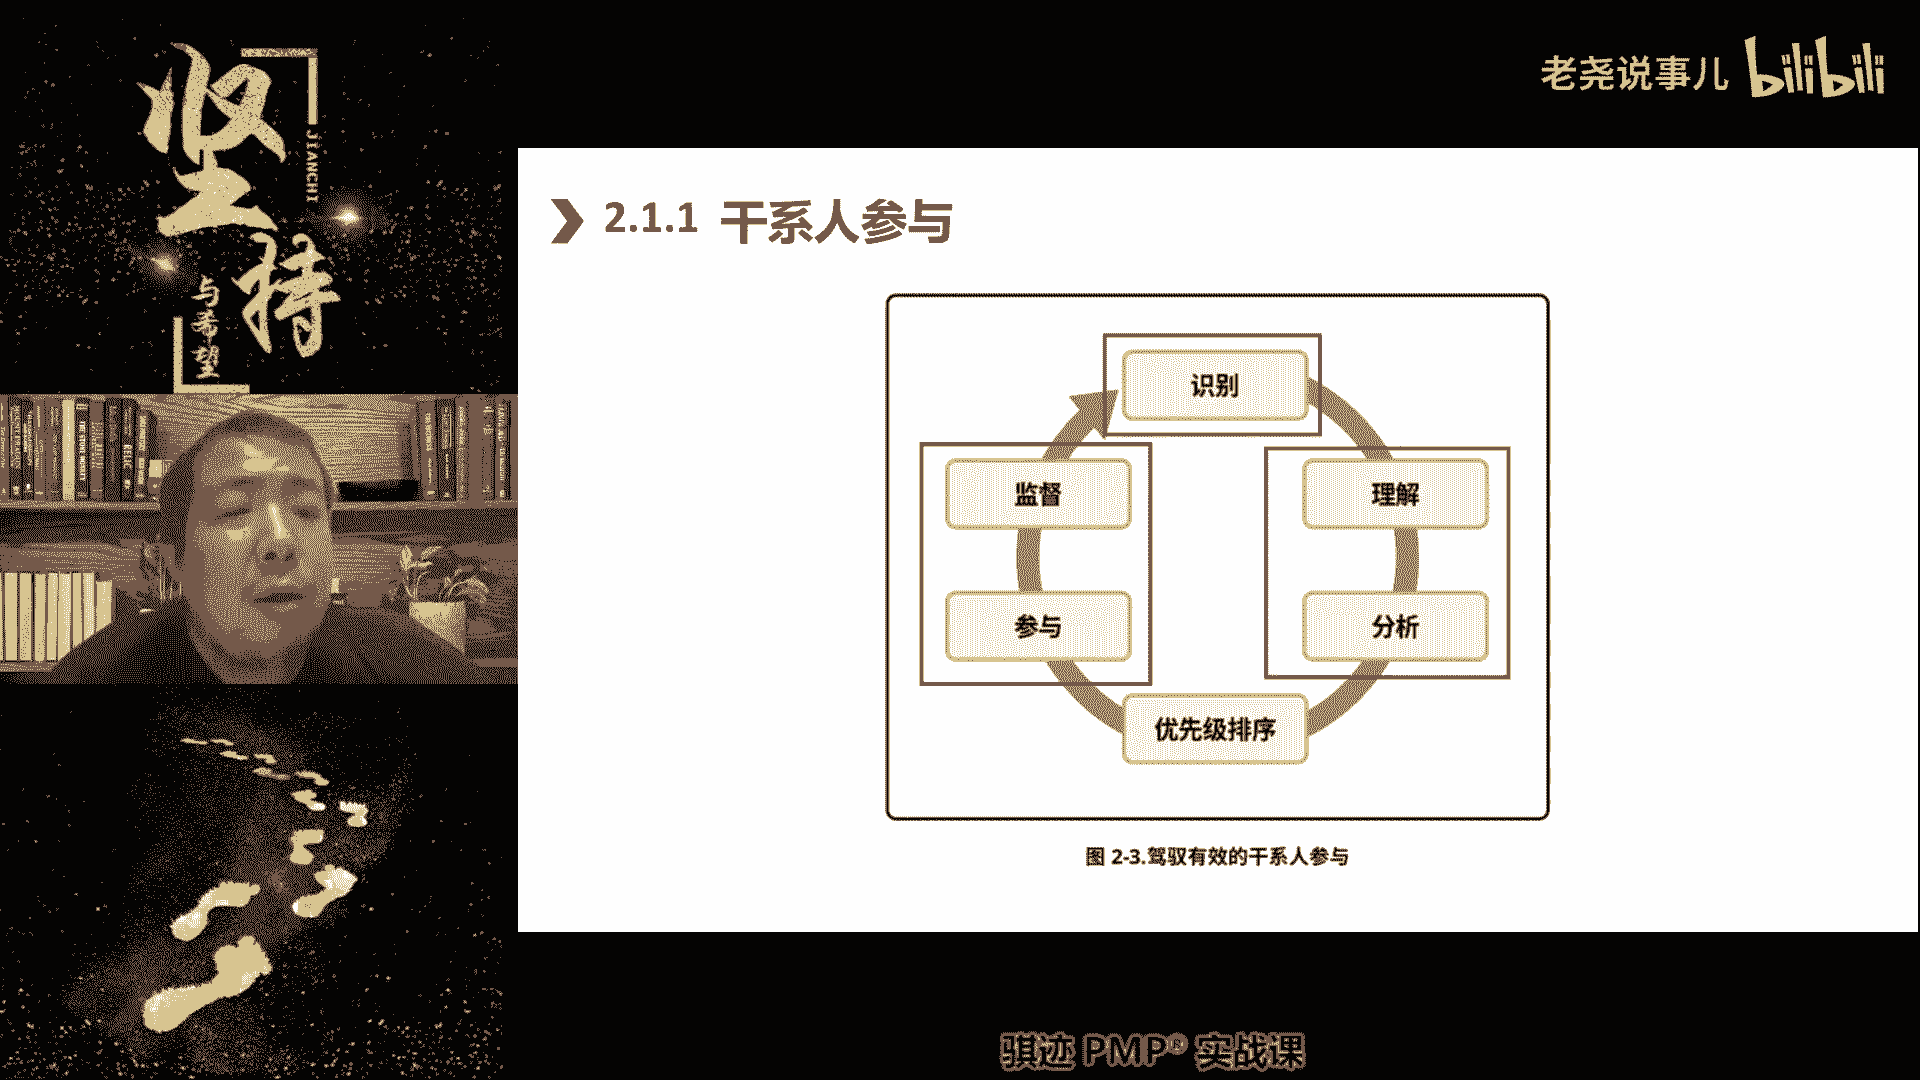 坚持
JIANCHI
与希望
老尧说事儿 bilibili
2.1.1 干系人参与
识别
监督
理解
参与
分析
优先级排序
图 2-3.驾驭有效的干系人参与
骐迹 PMP® 实战课